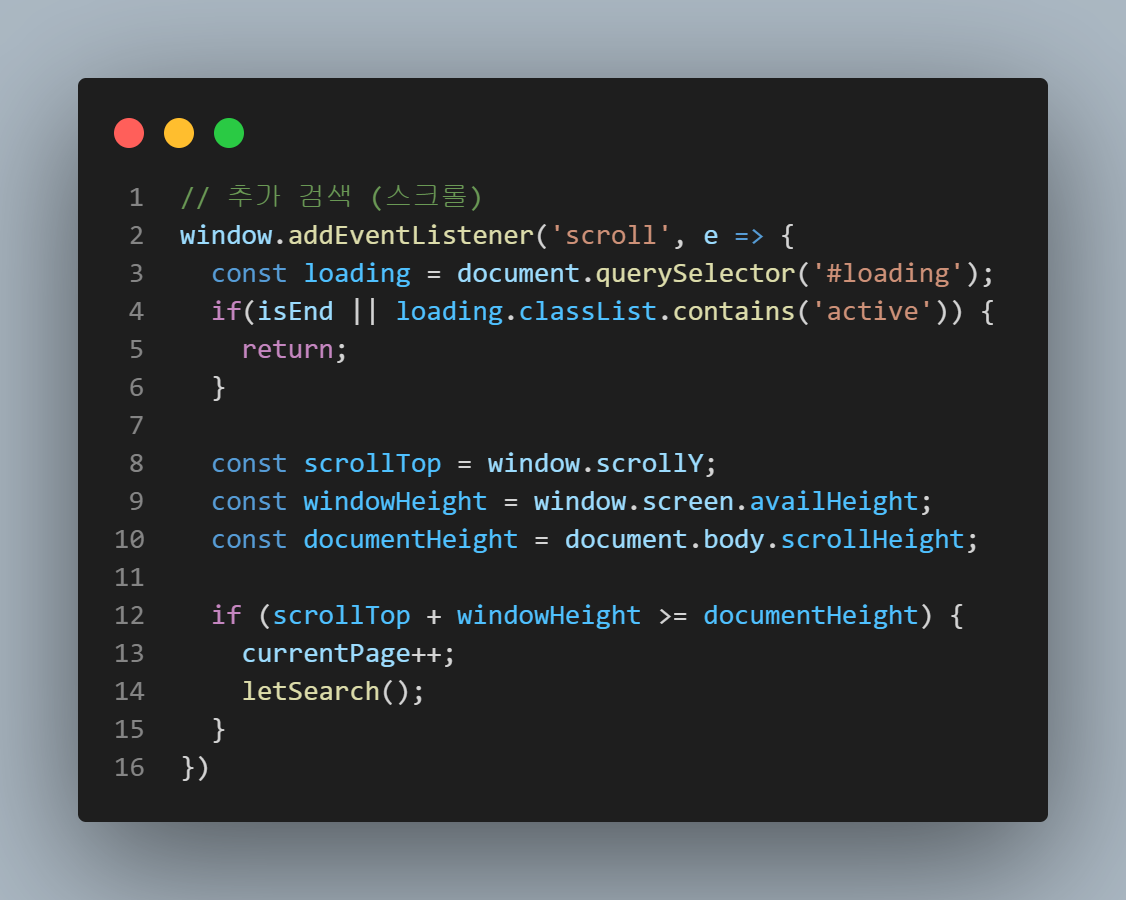 1 // 추가 검색 (스크롤)
2 window.addEventListener('scroll', e => {
3   const loading = document.querySelector('#loading');
4   if(isEnd || loading.classList.contains('active')) {
5     return;
6   }
7
8   const scrollTop = window.scrollY;
9   const windowHeight = window.screen.availHeight;
10   const documentHeight = document.body.scrollHeight;
11
12   if (scrollTop + windowHeight >= documentHeight) {
13     currentPage++;
14     letSearch();
15   }
16 })